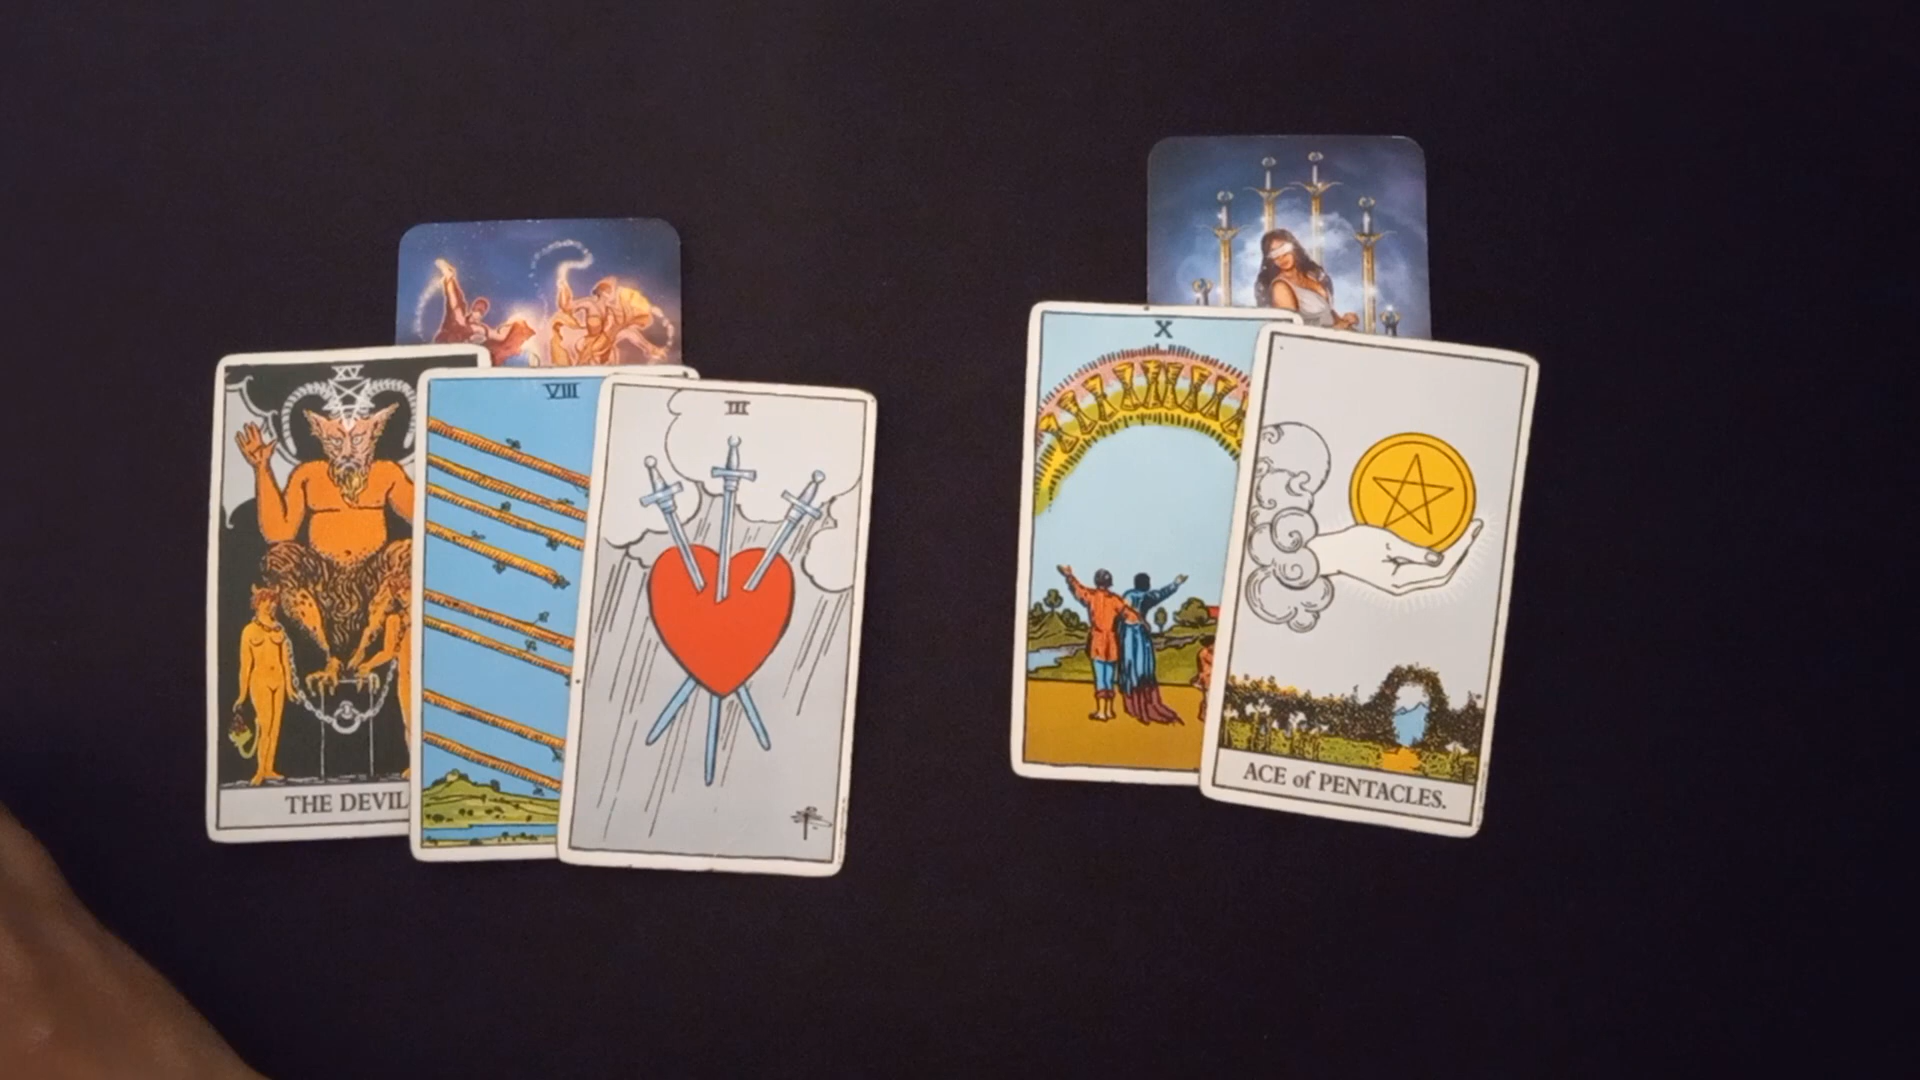 XV
THE DEVIL
VIII
III
X
ACE of PENTACLES.